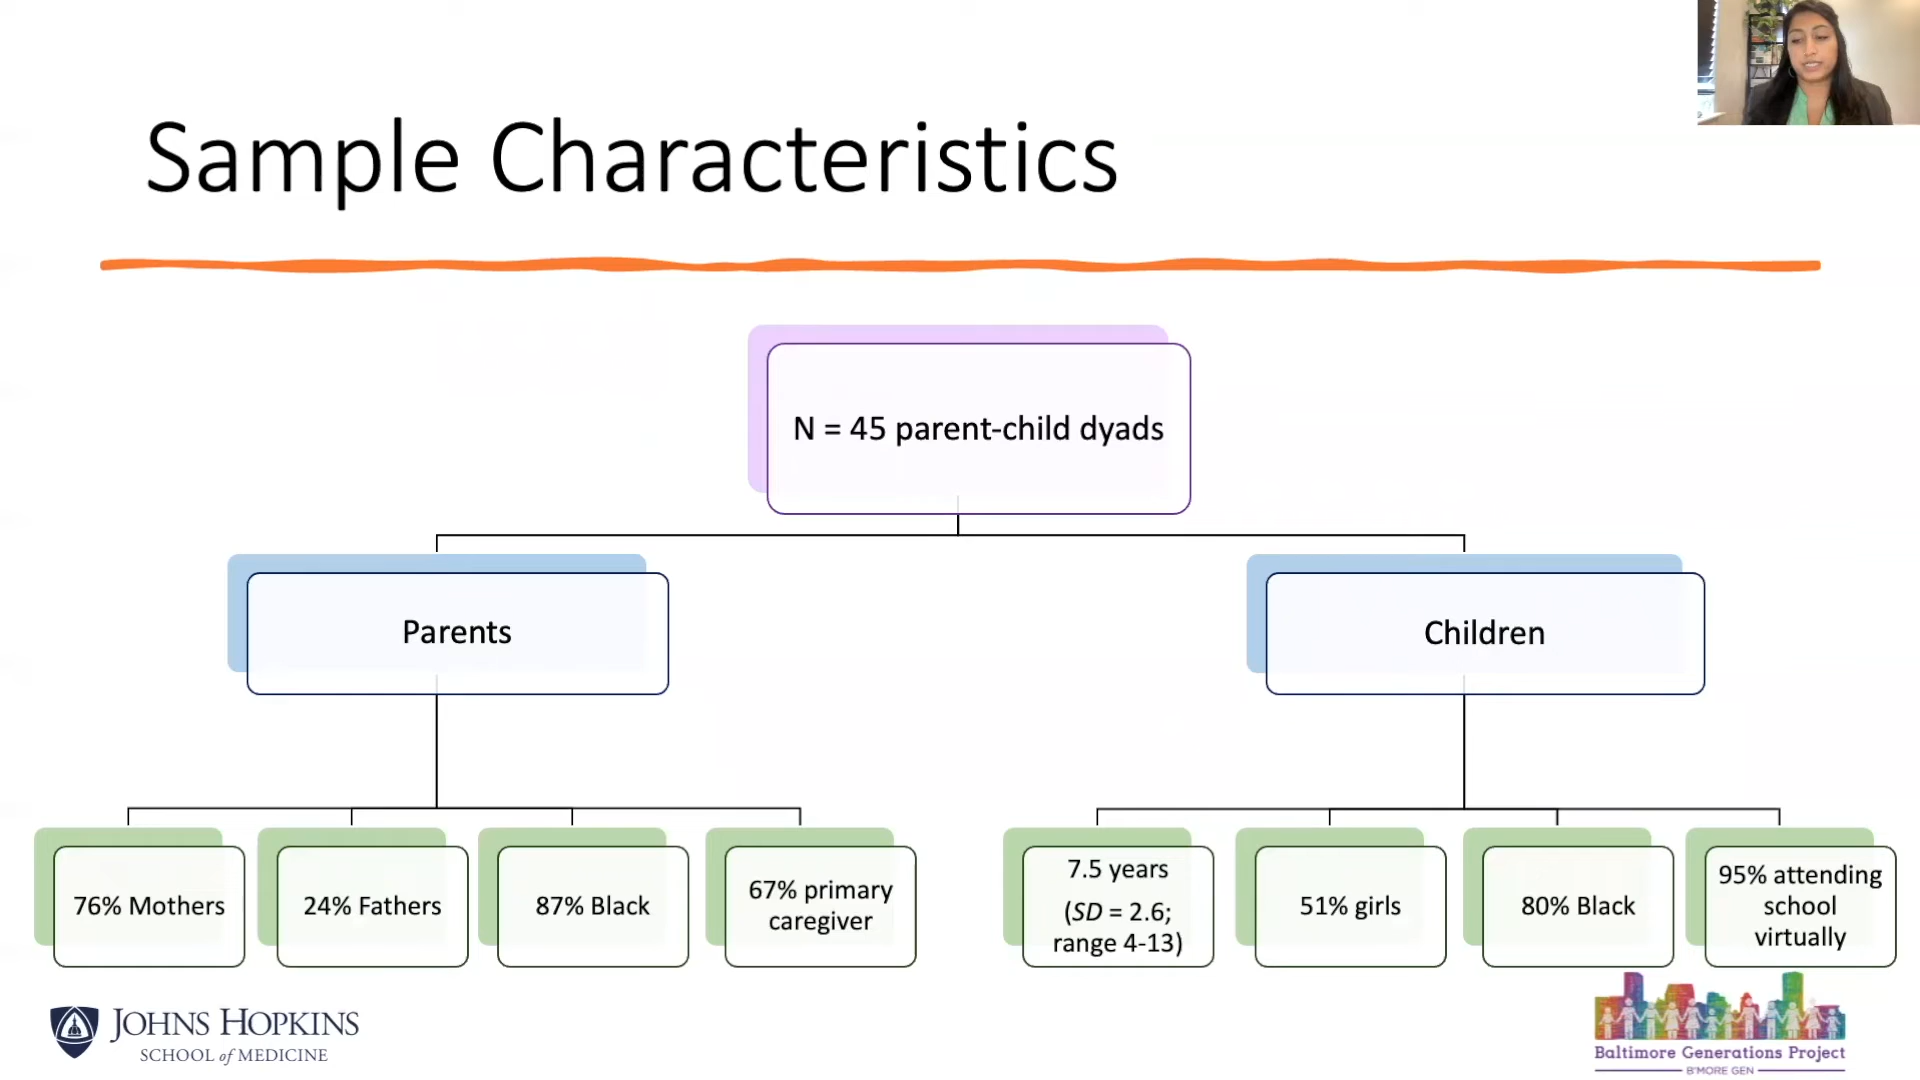 Sample Characteristics
N = 45 parent-child dyads
Parents
Children
76% Mothers
24% Fathers
87% Black
67% primary
caregiver
7.5 years
(SD = 2.6;
range 4-13)
51% girls
80% Black
95% attending
school
virtually
JOHNS HOPKINS
SCHOOL of MEDICINE
Baltimore Generations Project
B'MORE GEN